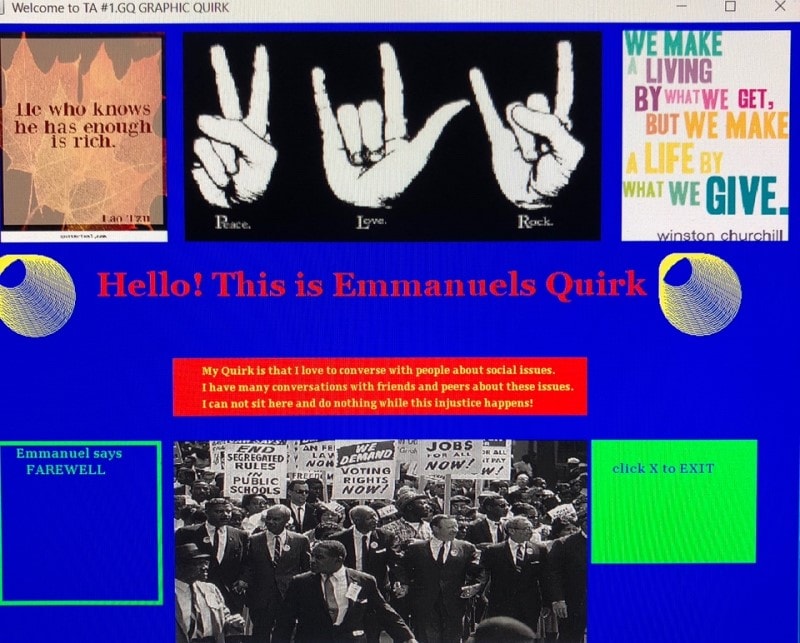 Welcome to TA #1.GQ GRAPHIC QUIRK
He who knows
he has enough
is rich.
Lao Tzu
Peace.
Love.
Rock.
WE MAKE
A LIVING
BY WHAT WE GET,
BUT WE MAKE
A LIFE BY
WHAT WE GIVE.
winston churchill
Hello! This is Emmanuels Quirk
My Quirk is that I love to converse with people about social issues.
I have many conversations with friends and peers about these issues.
I can not sit here and do nothing while this injustice happens!
Emmanuel says
FAREWELL
END
SEGREGATED
RULES
IN
PUBLIC
SCHOOLS
WE
DEMAND
VOTING
RIGHTS
NOW!
JOBS
FOR ALL
NOW!
click X to EXIT